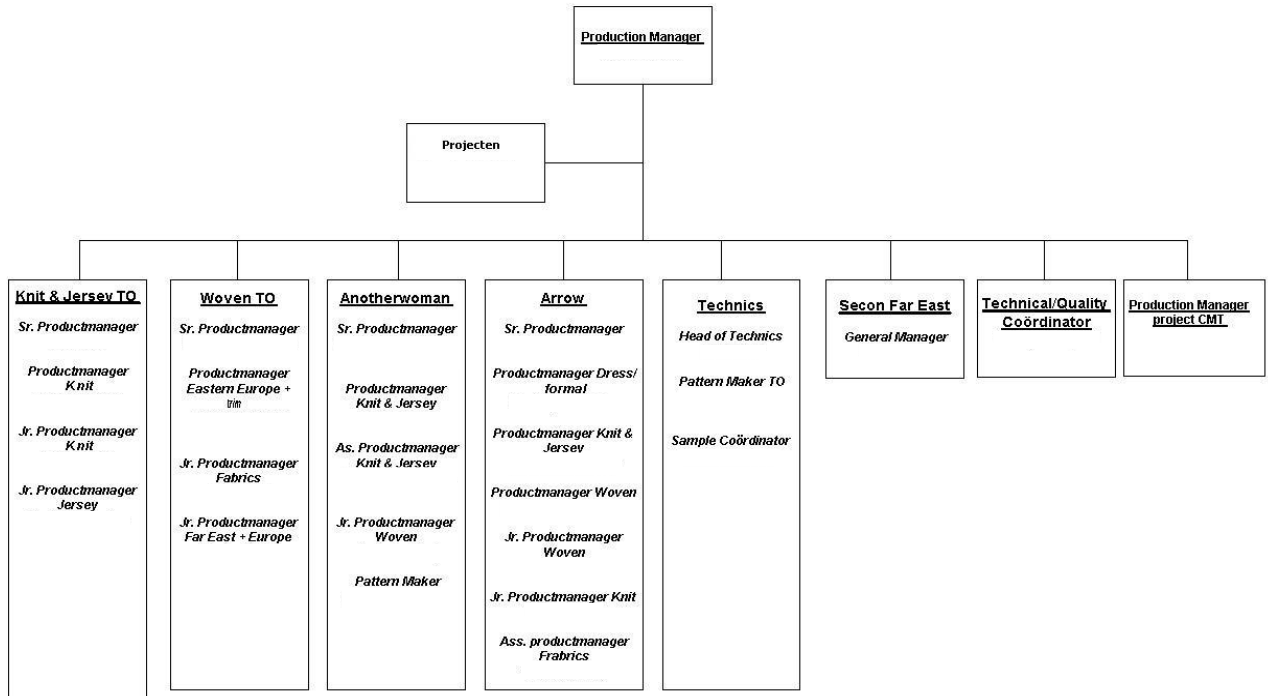 Production Manager
Projecten
Knit & Jersey TO
Sr. Productmanager
Productmanager
Knit
Jr. Productmanager
Knit
Jr. Productmanager
Jersey
Woven TO
Sr. Productmanager
Productmanager
Eastern Europe +
trim
Jr. Productmanager
Fabrics
Jr. Productmanager
Far East + Europe
Anotherwoman
Sr. Productmanager
Productmanager
Knit & Jersey
As. Productmanager
Knit & Jersey
Jr. Productmanager
Woven
Pattern Maker
Arrow
Sr. Productmanager
Productmanager Dress/
formal
Productmanager Knit &
Jersey
Productmanager Woven
Jr. Productmanager
Woven
Jr. Productmanager Knit
Ass. productmanager
Frabrics
Technics
Head of Technics
Pattern Maker TO
Sample Coördinator
Secon Far East
General Manager
Technical/Quality
Coördinator
Production Manager
project CMT